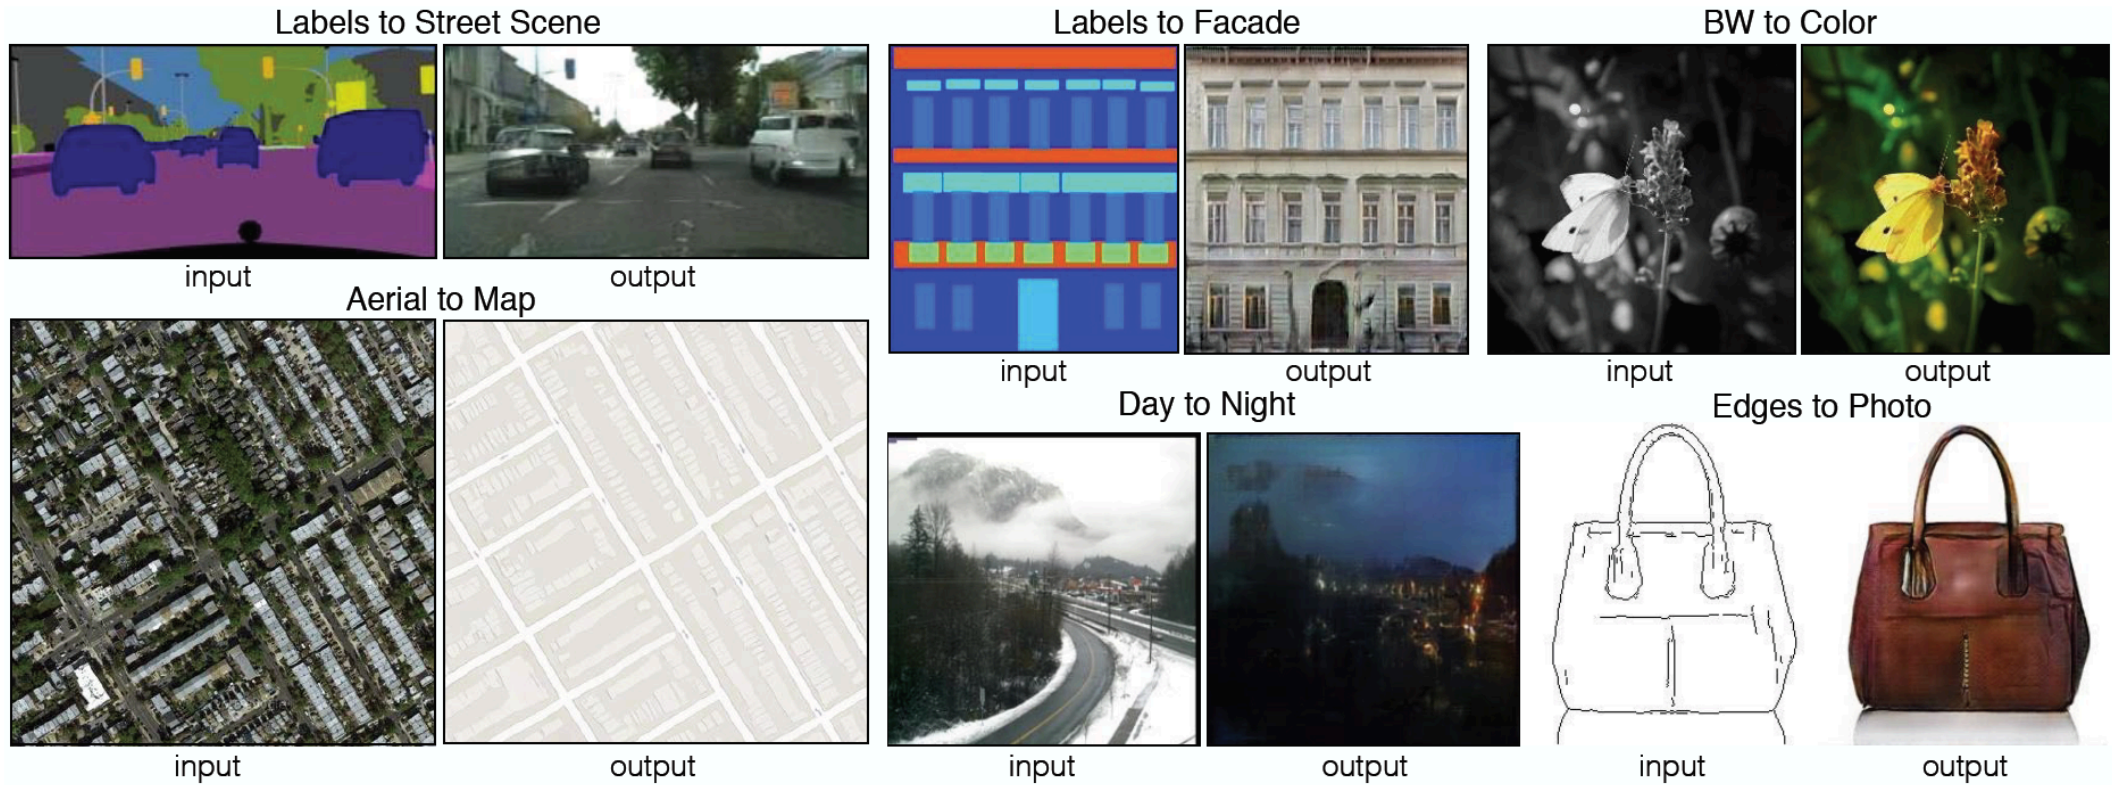 Labels to Street Scene
input
output
Aerial to Map
input
output
Labels to Facade
input
output
BW to Color
input
output
Day to Night
input
output
Edges to Photo
input
output